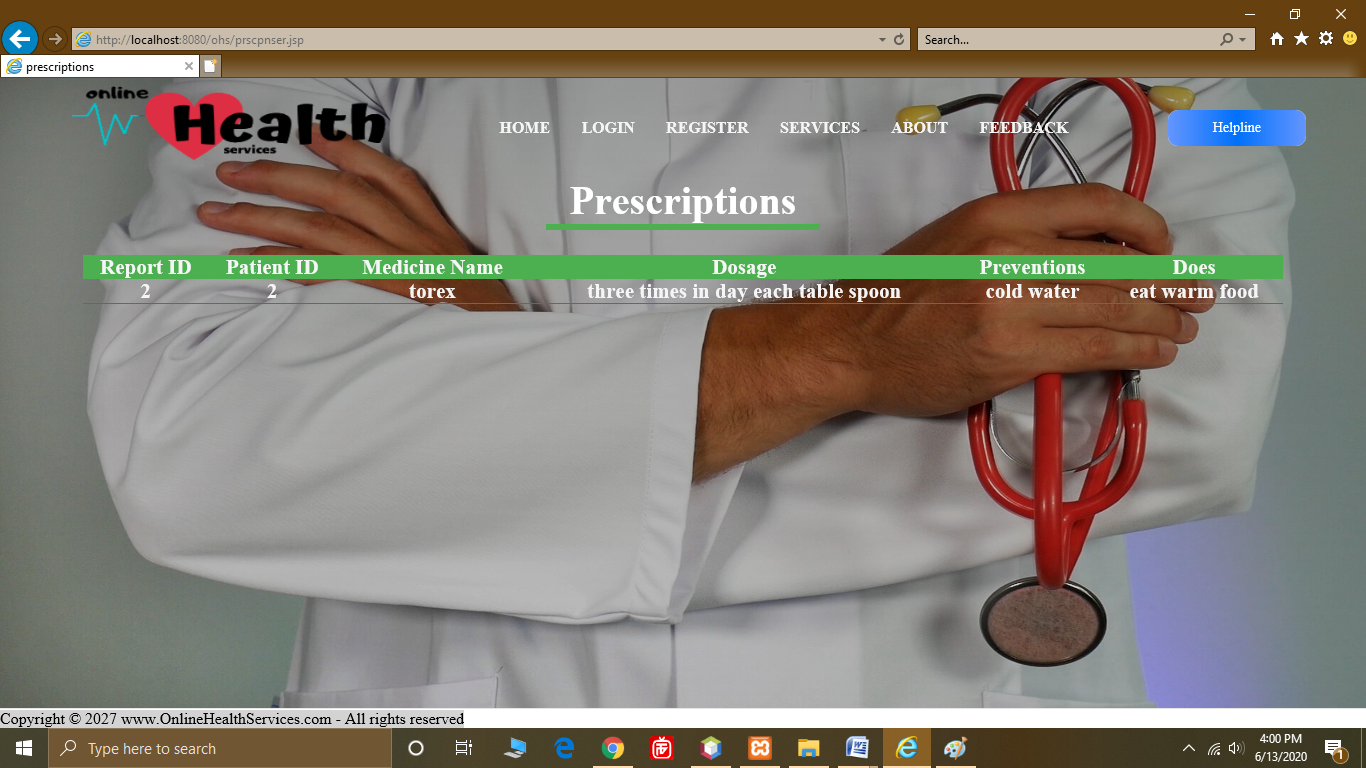 http://localhost:8080/ohs/prscpnser.jsp
Search...
prescriptions
online
Health
services
HOME LOGIN REGISTER SERVICES ABOUT FEEDBACK
Helpline
Prescriptions
Report ID Patient ID Medicine Name Dosage Preventions Does
2 2 torex three times in day each table spoon cold water eat warm food
Copyright © 2027 www.OnlineHealthServices.com - All rights reserved
Type here to search
4:00 PM
6/13/2020
1